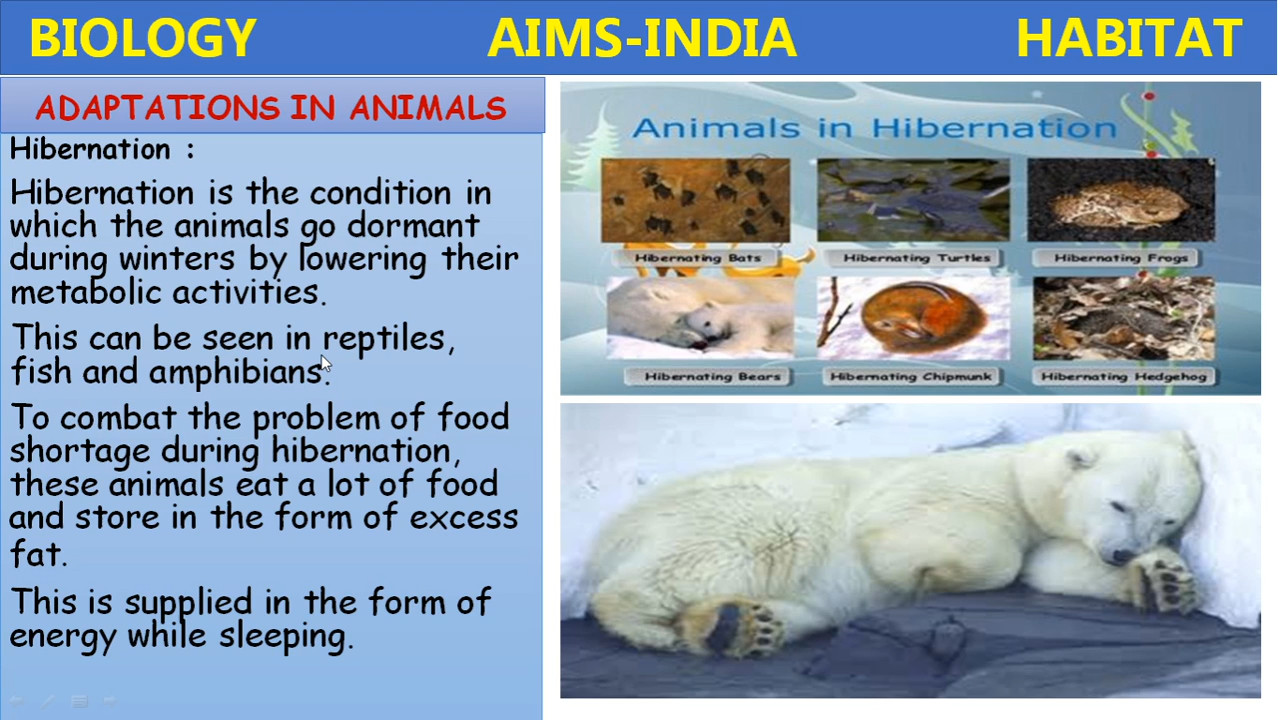 BIOLOGY AIMS-INDIA HABITAT
ADAPTATIONS IN ANIMALS
Hibernation :
Hibernation is the condition in
which the animals go dormant
during winters by lowering their
metabolic activities.
This can be seen in reptiles,
fish and amphibians.
To combat the problem of food
shortage during hibernation,
these animals eat a lot of food
and store in the form of excess
fat.
This is supplied in the form of
energy while sleeping.
Animals in Hibernation
Hibernating Bats Hibernating Turtles Hibernating Frogs
Hibernating Bears Hibernating Chipmunk Hibernating Hedgehog